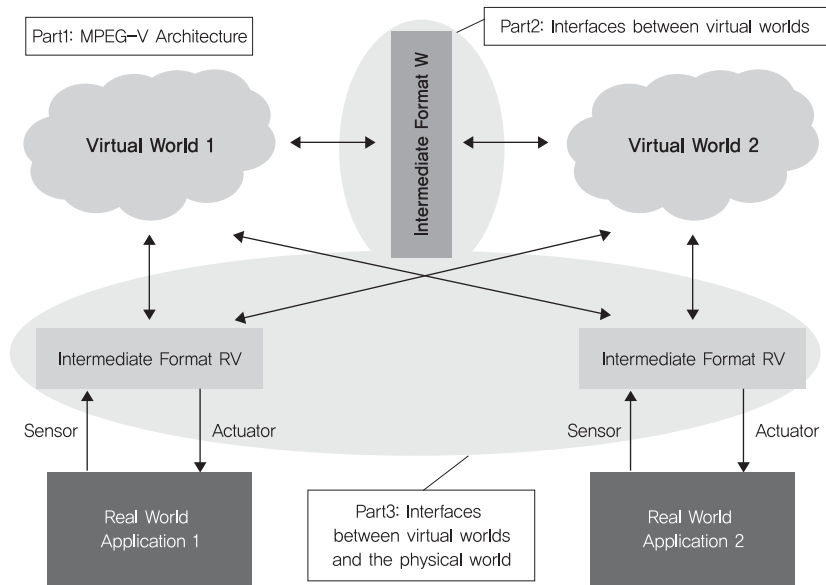 Part1: MPEG-V Architecture
Part2: Interfaces between virtual worlds
Virtual World 1
Intermediate Format W
Virtual World 2
Intermediate Format RV
Intermediate Format RV
Sensor
Actuator
Sensor
Actuator
Real World
Application 1
Part3: Interfaces
between virtual worlds
and the physical world
Real World
Application 2